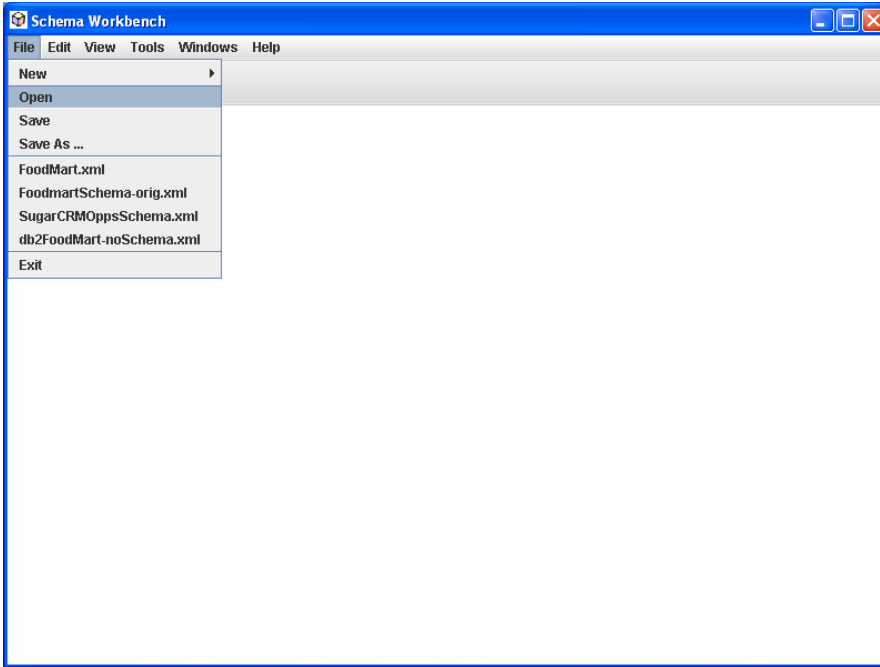 Schema Workbench
File Edit View Tools Windows Help
New
Open
Save
Save As ...
FoodMart.xml
FoodmartSchema-orig.xml
SugarCRMOppsSchema.xml
db2FoodMart-noSchema.xml
Exit